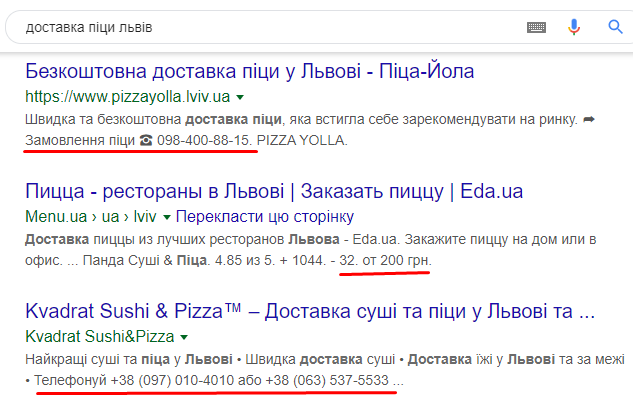 доставка піци львів
Безкоштовна доставка піци у Львові - Піца-Йола
https://www.pizzayolla.lviv.ua
Швидка та безкоштовна доставка піци, яка встигла себе зарекомендувати на ринку. ➦
Замовлення піци ☎ 098-400-88-15. PIZZA YOLLA.
Пицца - рестораны в Львові | Заказать пиццу | Eda.ua
Menu.ua › ua › lviv Перекласти цю сторінку
Доставка пиццы из лучших ресторанов Львова - Eda.ua. Закажите пиццу на дом или в
офис. ... Панда Суші & Піца. 4.85 из 5. + 1044. - 32. от 200 грн.
Kvadrat Sushi & Pizza™ – Доставка суші та піци у Львові та ...
Kvadrat Sushi&Pizza
Найкращі суші та піца у Львові • Швидка доставка суші • Доставка їжі у Львові та за межі
• Телефонуй +38 (097) 010-4010 або +38 (063) 537-5533 ...